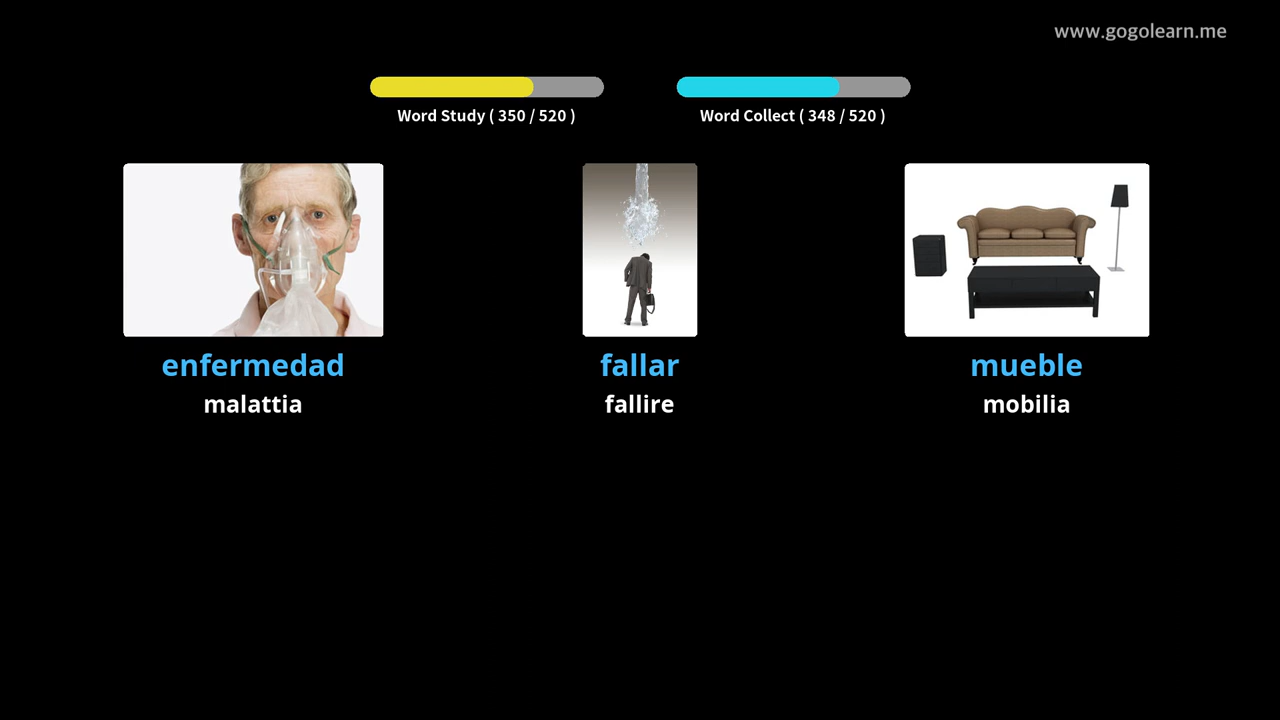 www.gogolearn.me
Word Study ( 350 / 520 )
Word Collect ( 348 / 520 )
enfermedad
malattia
fallar
fallire
mueble
mobilia